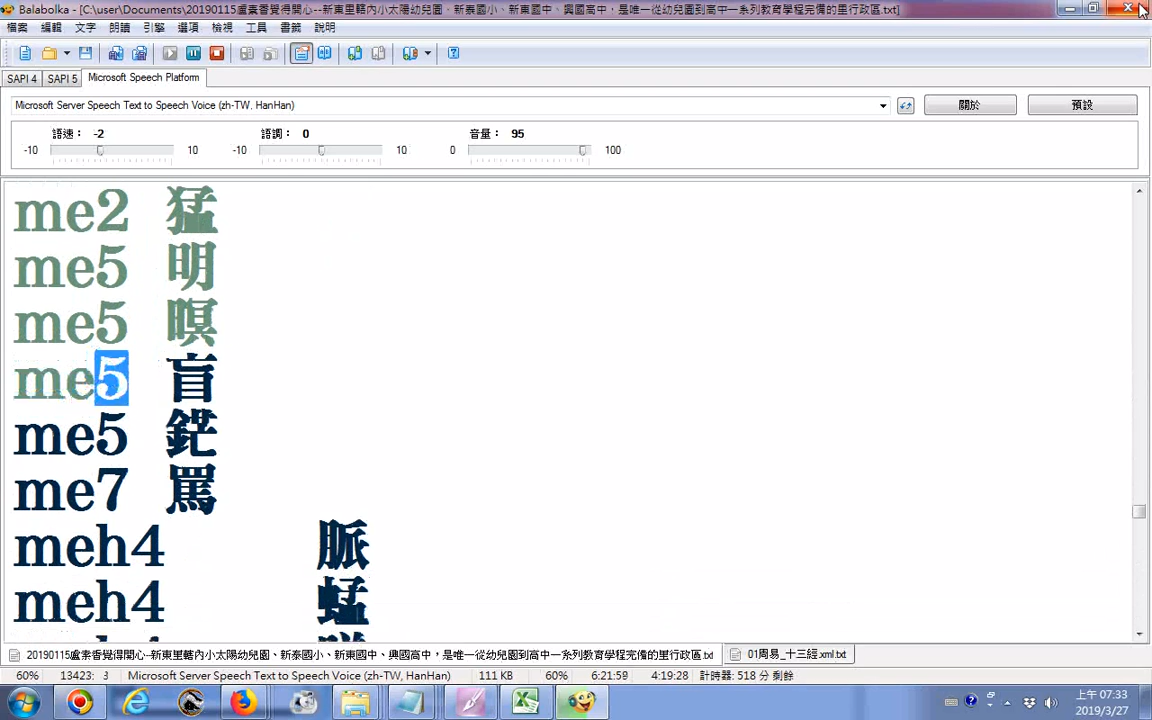 Balabolka - [C:\user\Documents\20190115盧素香覺得開心--新東里轄內小太陽幼兒園、新泰國小、新東國中、興國高中，是唯一從幼兒園到高中一系列教育學程完備的里行政區.txt]
檔案 編輯 文字 朗讀 引擎 選項 檢視 工具 書籤 說明
SAPI 4 SAPI 5 Microsoft Speech Platform
Microsoft Server Speech Text to Speech Voice (zh-TW, HanHan) 關於 預設
語速： -2 語調： 0 音量： 95
-10 10 -10 10 0 100
me2 猛
me5 明
me5 暝
me5 盲
me5 鋩
me7 罵
meh4 脈
meh4 蜢
20190115盧素香覺得開心--新東里轄內小太陽幼兒園、新泰國小、新東國中、興國高中，是唯一從幼兒園到高中一系列教育學程完備的里行政區.txt 01周易_十三經.xml.txt
60% 13423: 3 Microsoft Server Speech Text to Speech Voice (zh-TW, HanHan) 111 KB 60% 6:21:59 4:19:28 計時器: 518 分 剩餘
上午 07:33
2019/3/27